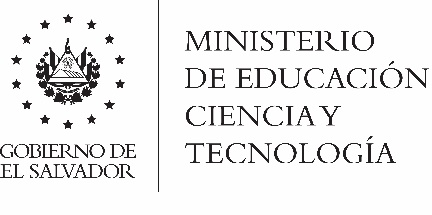 GOBIERNO DE
EL SALVADOR
MINISTERIO
DE EDUCACIÓN
CIENCIA Y
TECNOLOGÍA